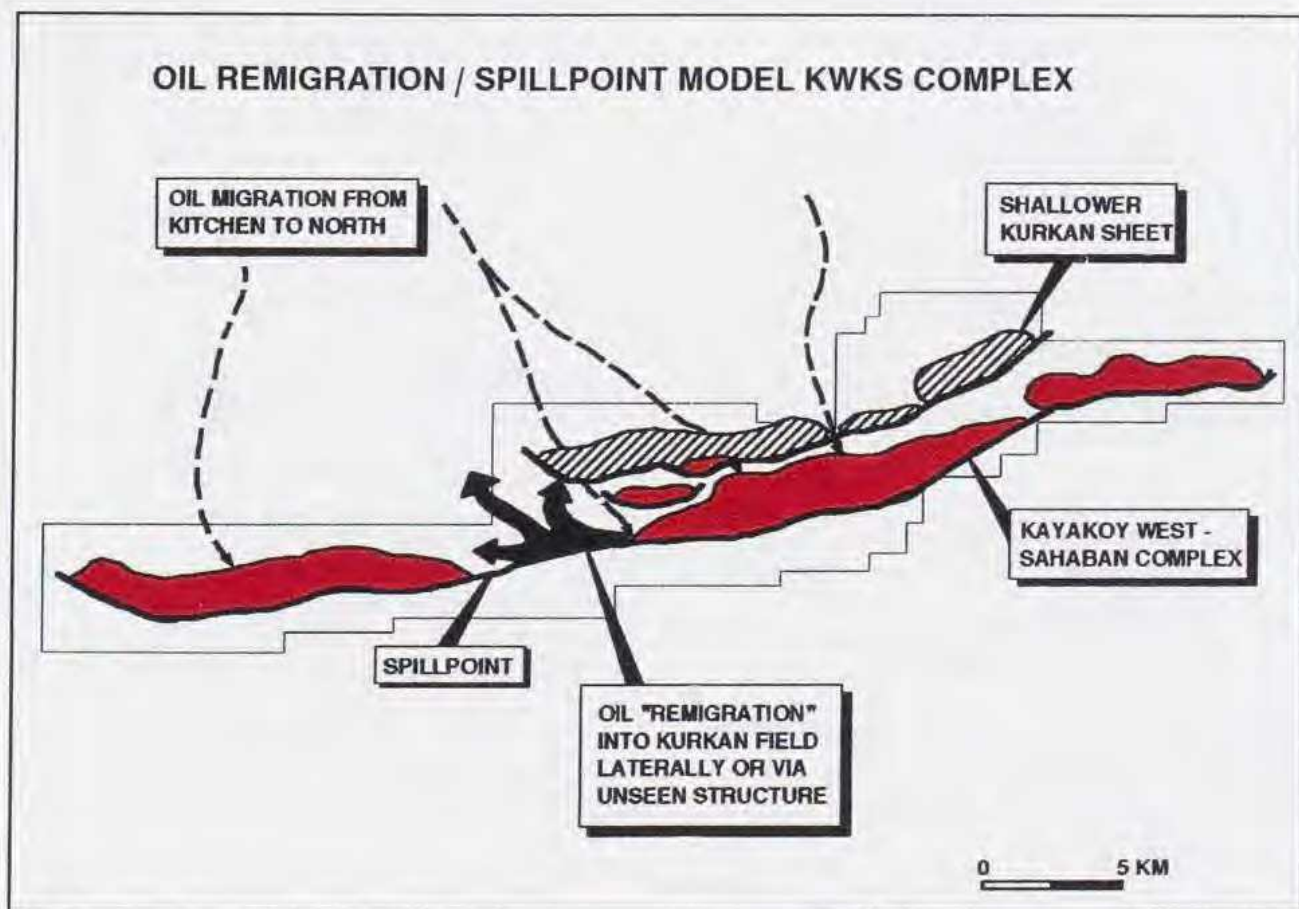 OIL REMIGRATION / SPILLPOINT MODEL KWKS COMPLEX
OIL MIGRATION FROM
KITCHEN TO NORTH
SHALLOWER
KURKAN SHEET
KAYAKOY WEST -
SAHABAN COMPLEX
SPILLPOINT
OIL "REMIGRATION"
INTO KURKAN FIELD
LATERALLY OR VIA
UNSEEN STRUCTURE
0 5 KM